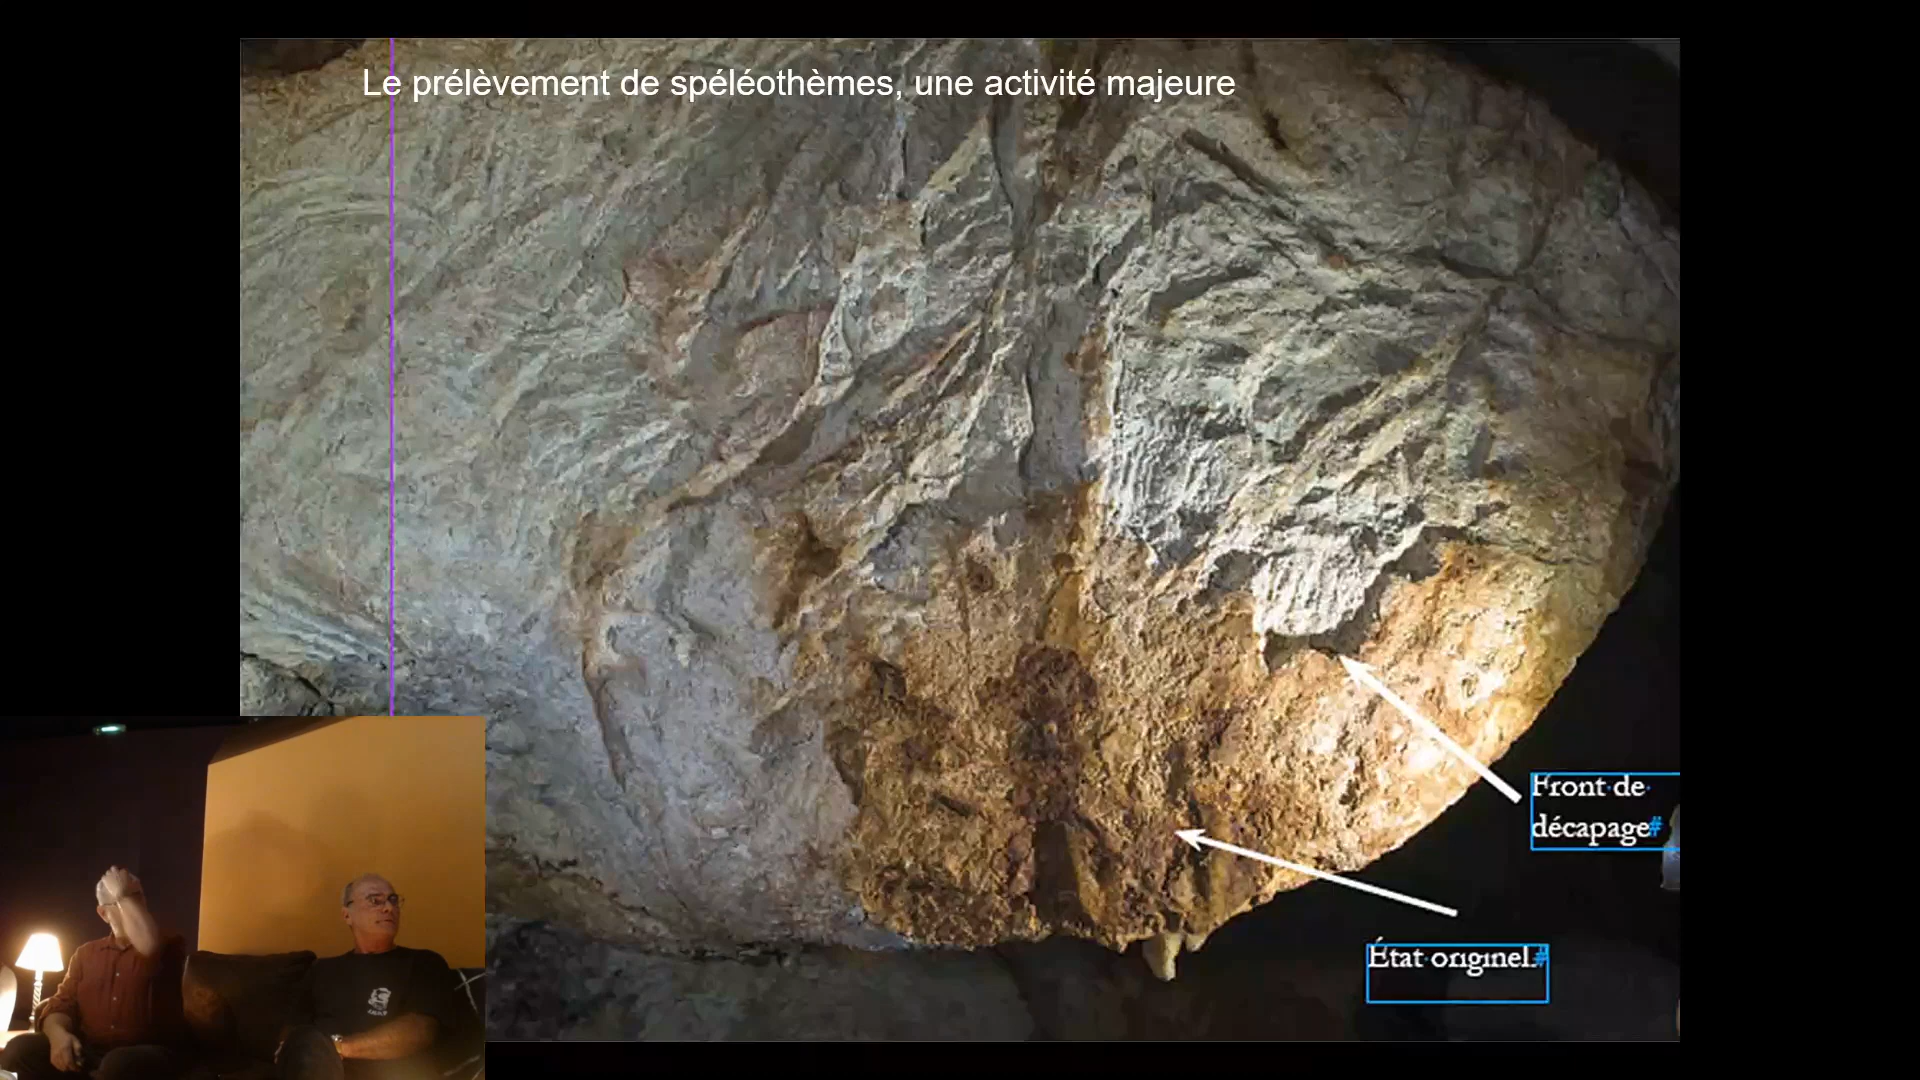 Le prélèvement de spéléothèmes, une activité majeure
Front de
décapage#
État originel.#